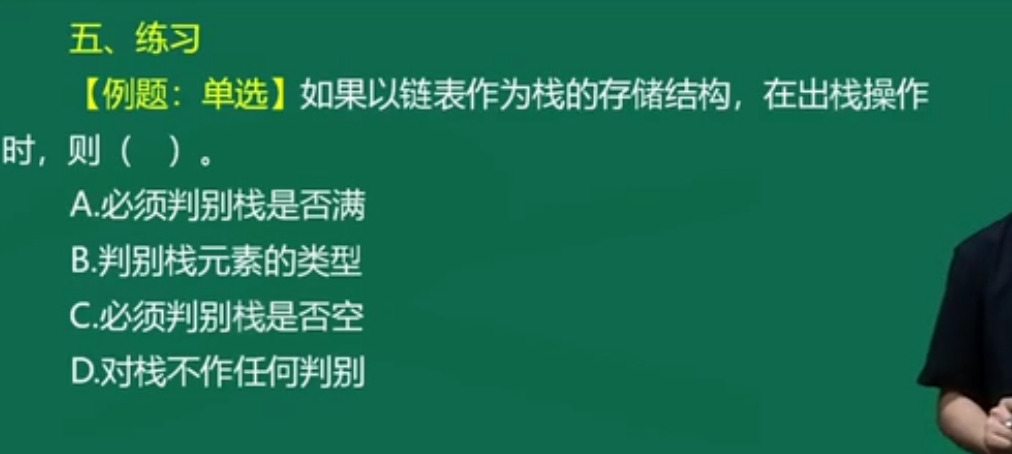 五、练习
【例题：单选】如果以链表作为栈的存储结构，在出栈操作
时，则（ ）。
A.必须判别栈是否满
B.判别栈元素的类型
C.必须判别栈是否空
D.对栈不作任何判别